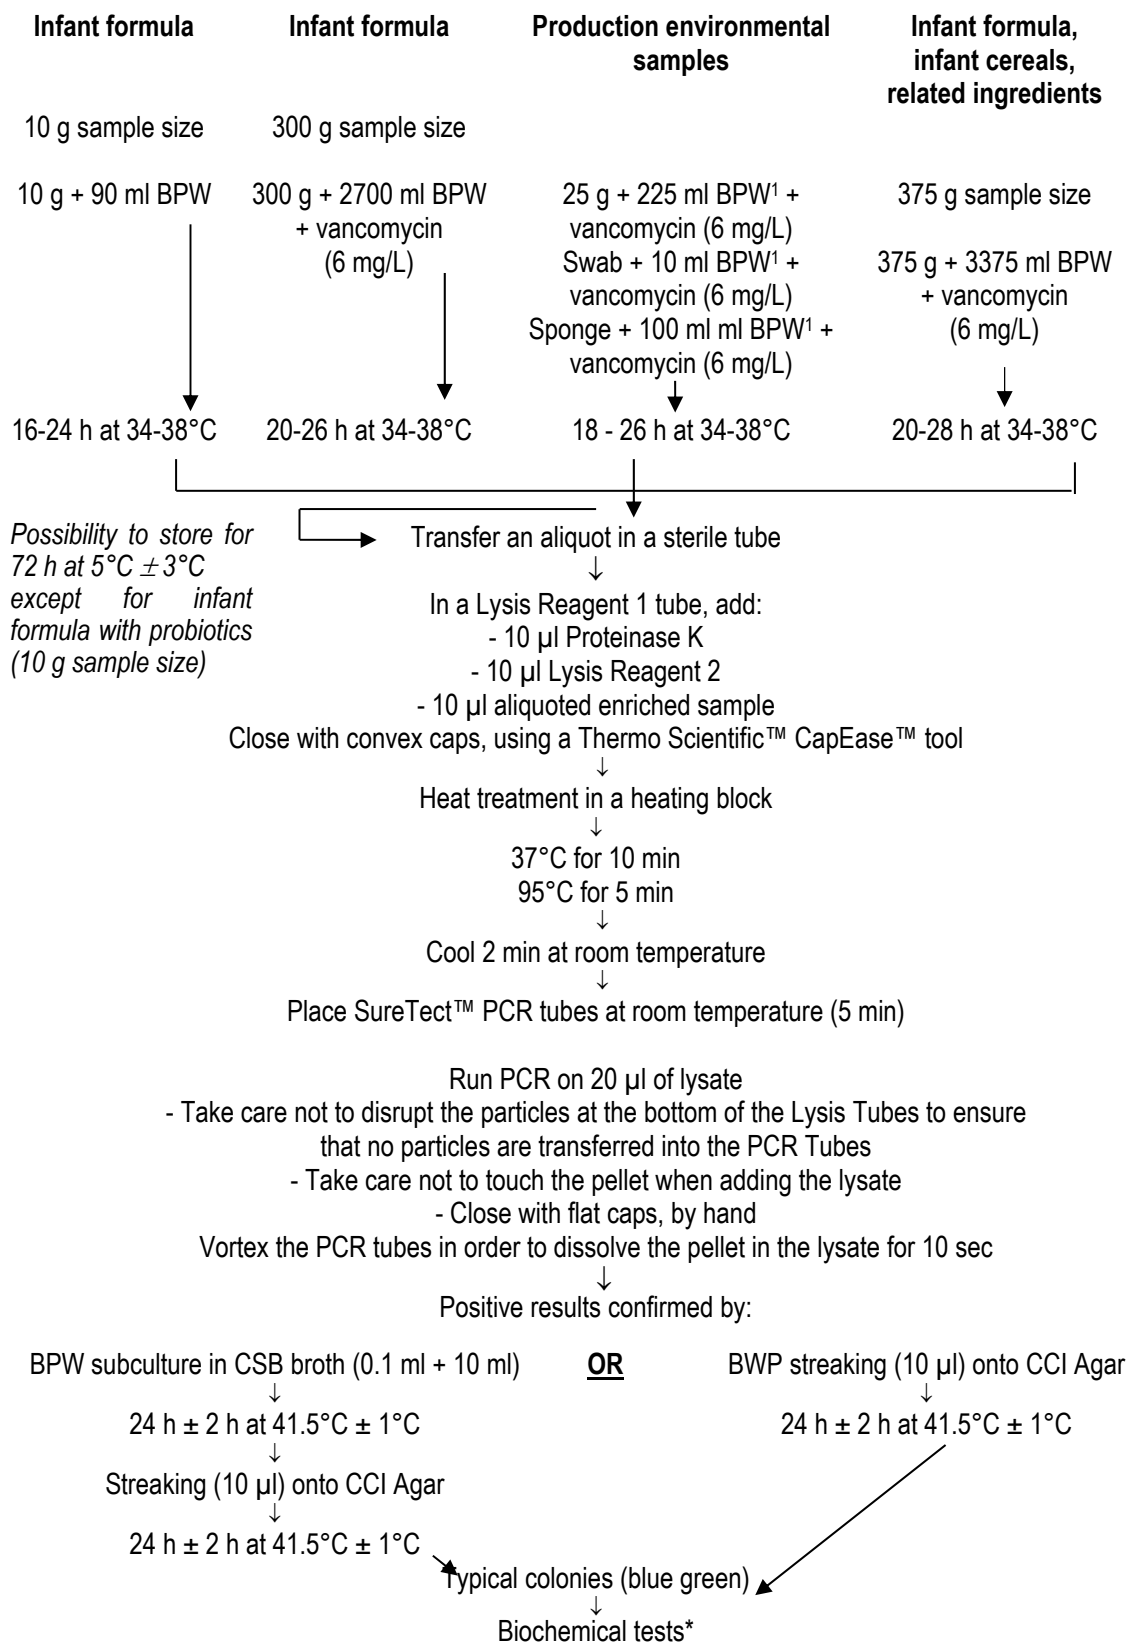 Infant formula
10 g sample size
10 g + 90 ml BPW
16-24 h at 34-38°C
Infant formula
300 g sample size
300 g + 2700 ml BPW
+ vancomycin
(6 mg/L)
20-26 h at 34-38°C
Production environmental
samples
25 g + 225 ml BPW¹ +
vancomycin (6 mg/L)
Swab + 10 ml BPW¹ +
vancomycin (6 mg/L)
Sponge + 100 ml ml BPW¹ +
vancomycin (6 mg/L)
18 - 26 h at 34-38°C
Infant formula,
infant cereals,
related ingredients
375 g sample size
375 g + 3375 ml BPW
+ vancomycin
(6 mg/L)
20-28 h at 34-38°C
Possibility to store for
72 h at 5°C ± 3°C
except for infant
formula with probiotics
(10 g sample size)
Transfer an aliquot in a sterile tube
↓
In a Lysis Reagent 1 tube, add:
- 10 µl Proteinase K
- 10 µl Lysis Reagent 2
- 10 µl aliquoted enriched sample
Close with convex caps, using a Thermo Scientific™ CapEase™ tool
↓
Heat treatment in a heating block
↓
37°C for 10 min
95°C for 5 min
↓
Cool 2 min at room temperature
↓
Place SureTect™ PCR tubes at room temperature (5 min)
Run PCR on 20 µl of lysate
- Take care not to disrupt the particles at the bottom of the Lysis Tubes to ensure
that no particles are transferred into the PCR Tubes
- Take care not to touch the pellet when adding the lysate
- Close with flat caps, by hand
Vortex the PCR tubes in order to dissolve the pellet in the lysate for 10 sec
↓
Positive results confirmed by:
BPW subculture in CSB broth (0.1 ml + 10 ml)
↓
24 h ± 2 h at 41.5°C ± 1°C
↓
Streaking (10 µl) onto CCI Agar
↓
24 h ± 2 h at 41.5°C ± 1°C
OR
BWP streaking (10 µl) onto CCI Agar
↓
24 h ± 2 h at 41.5°C ± 1°C
Typical colonies (blue green)
↓
Biochemical tests*